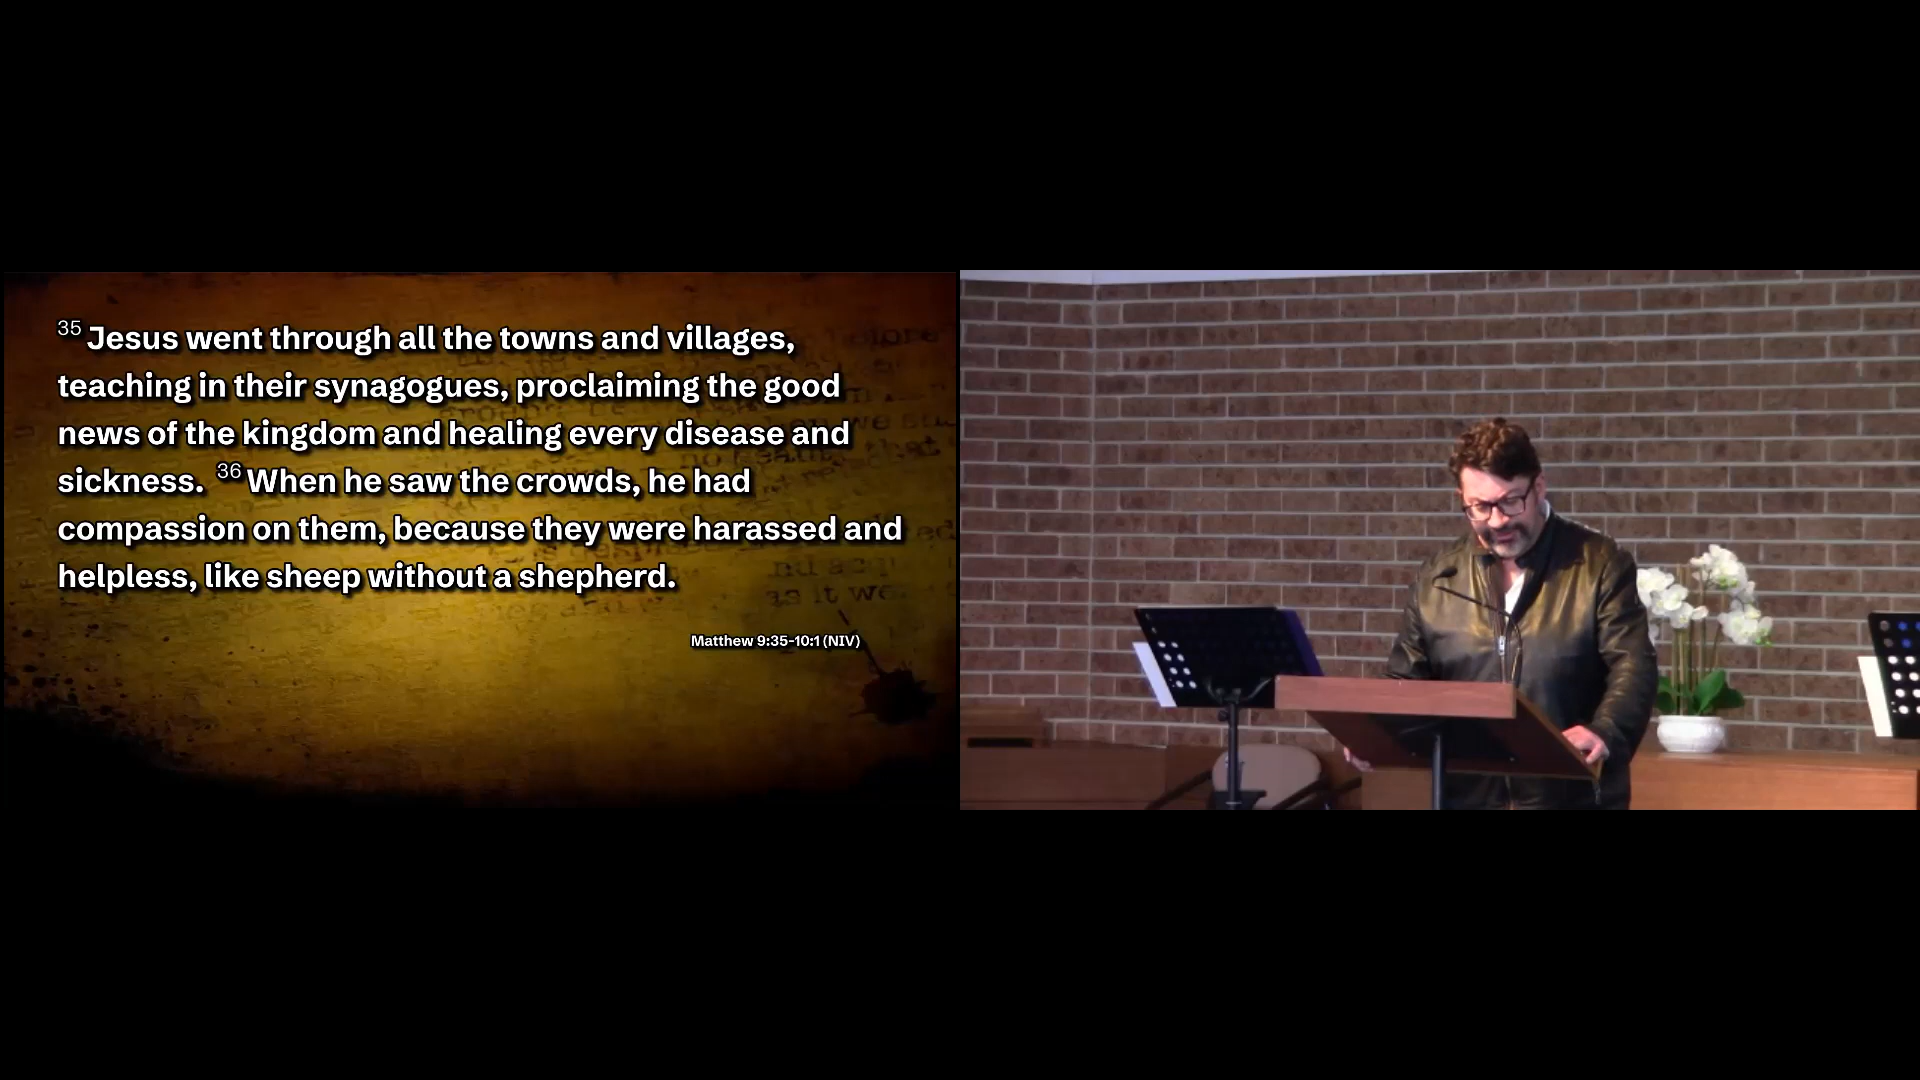 35 Jesus went through all the towns and villages,
teaching in their synagogues, proclaiming the good
news of the kingdom and healing every disease and
sickness. 36 When he saw the crowds, he had
compassion on them, because they were harassed and
helpless, like sheep without a shepherd.
Matthew 9:35-10:1 (NIV)